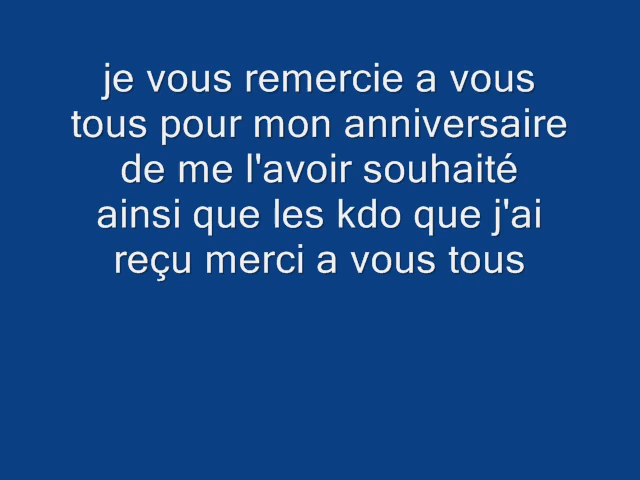 je vous remercie a vous
tous pour mon anniversaire
de me l'avoir souhaité
ainsi que les kdo que j'ai
reçu merci a vous tous